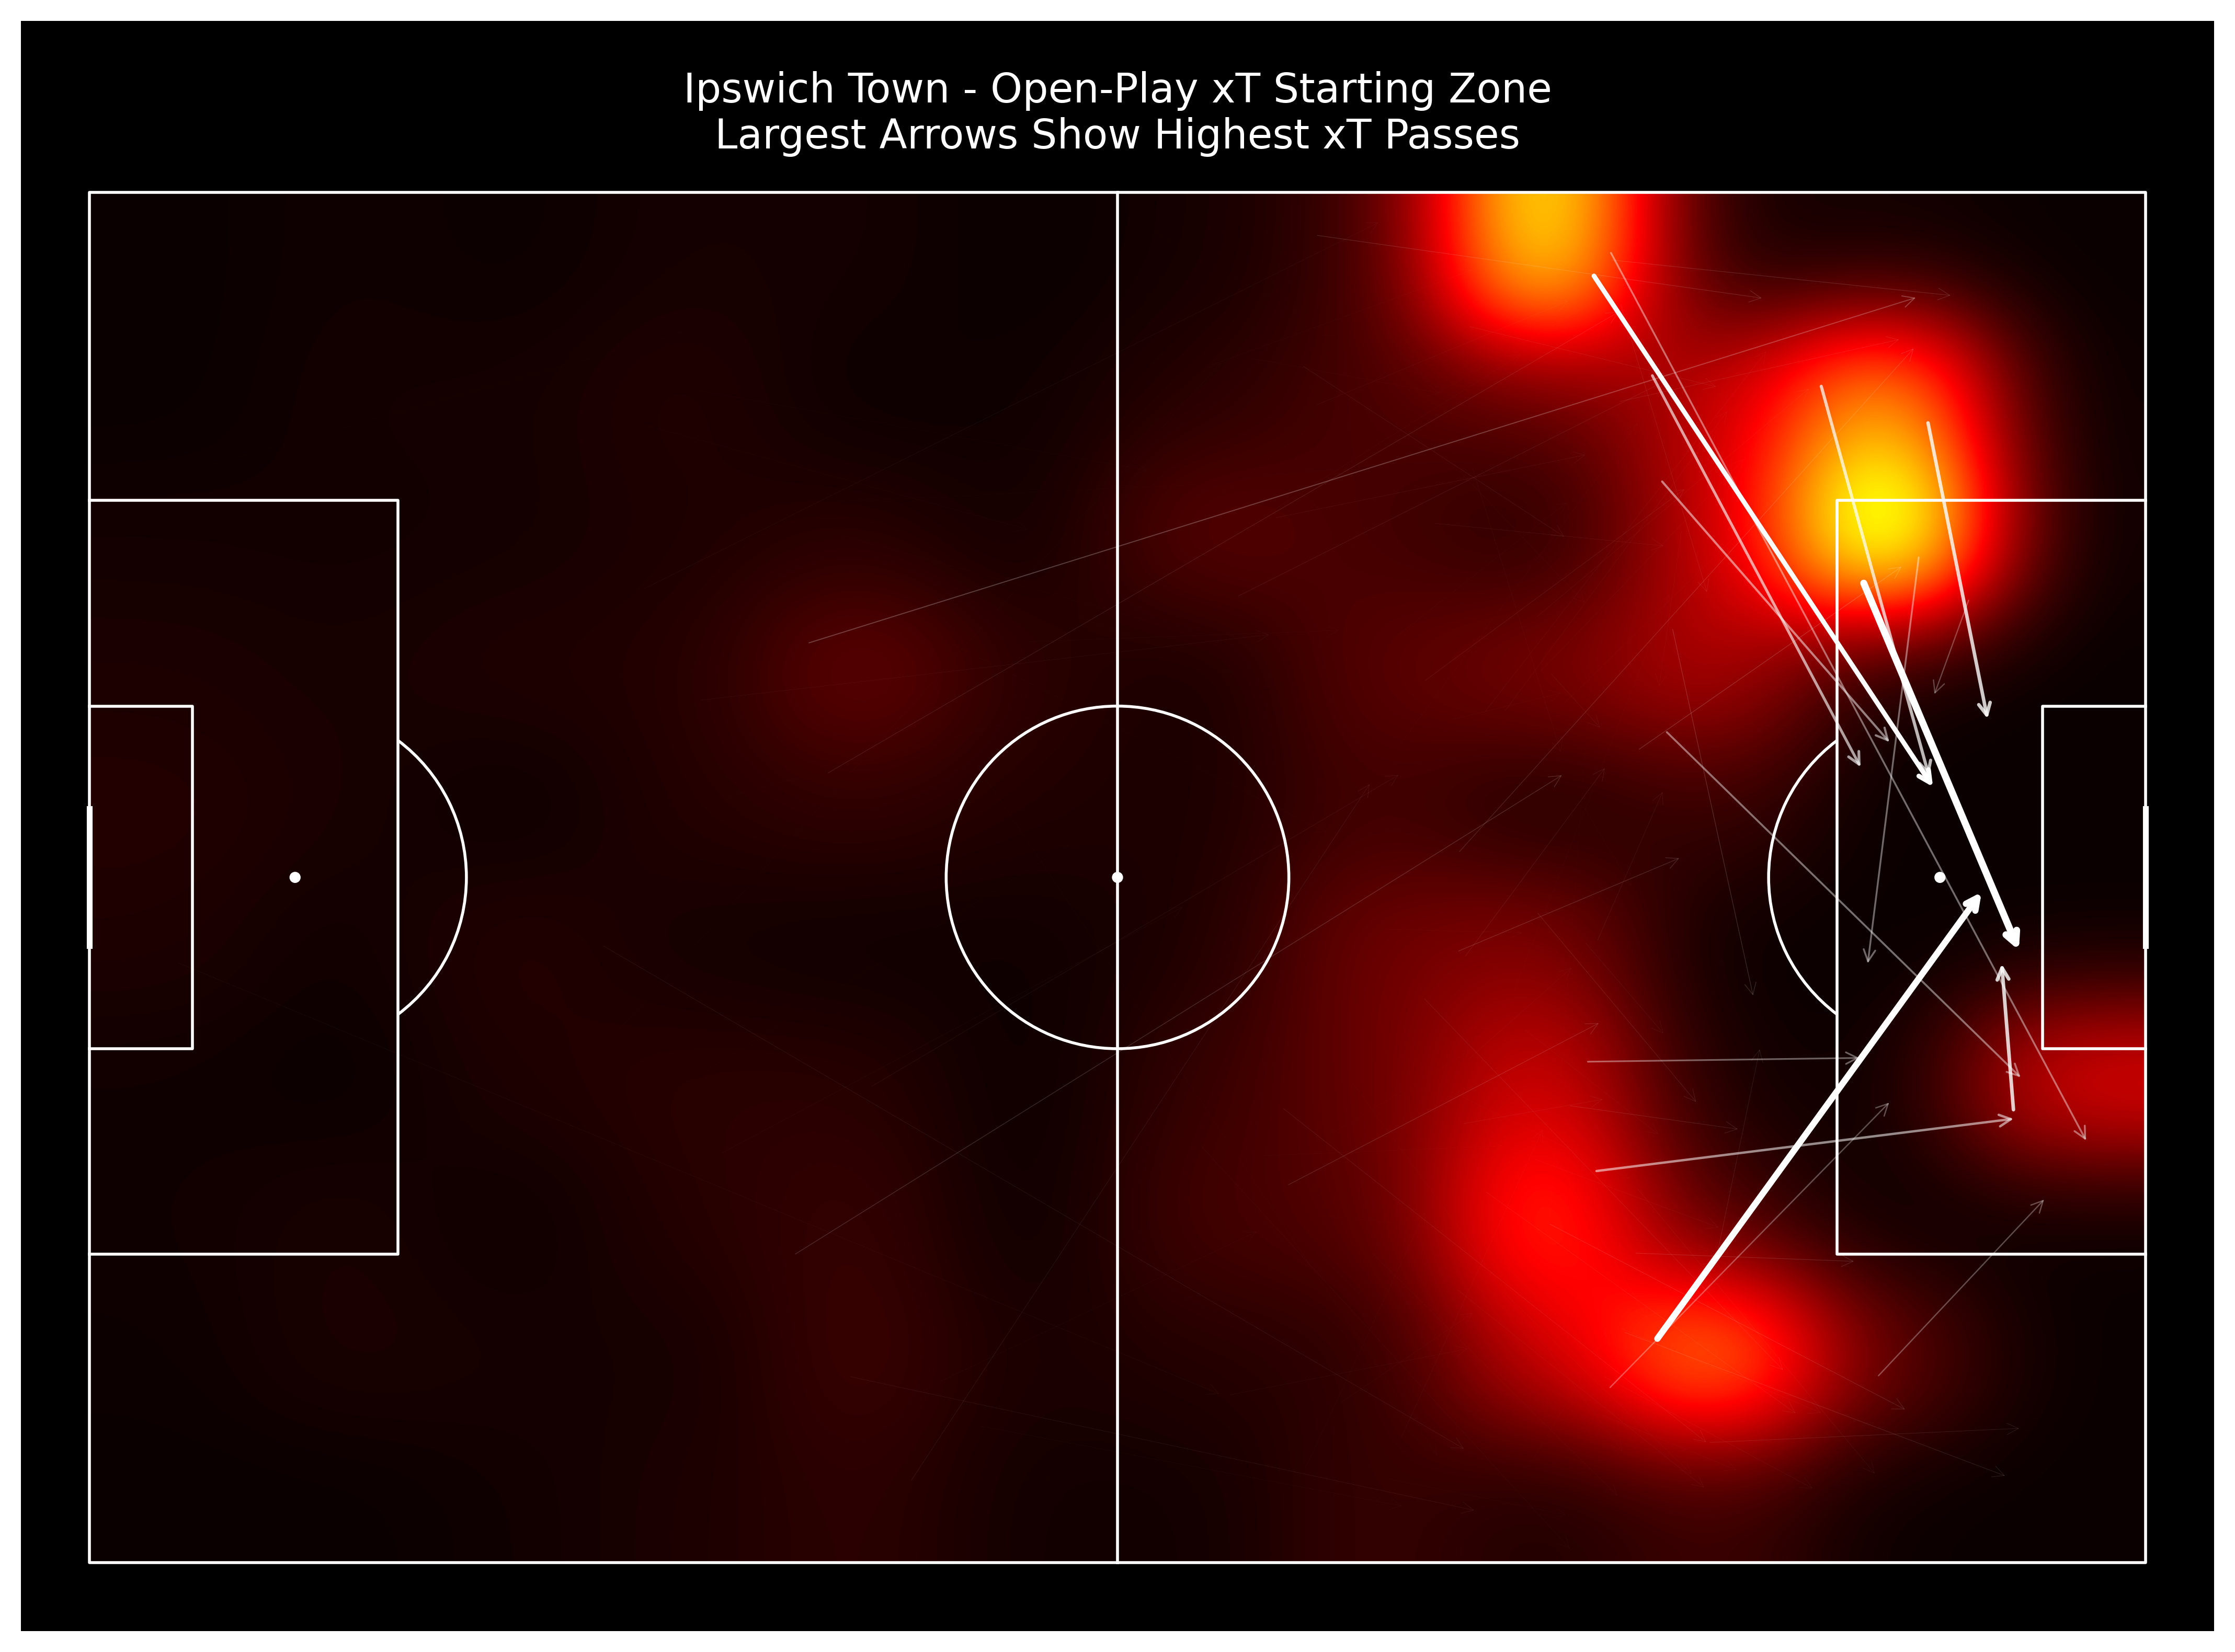 Ipswich Town - Open-Play xT Starting Zone
Largest Arrows Show Highest xT Passes